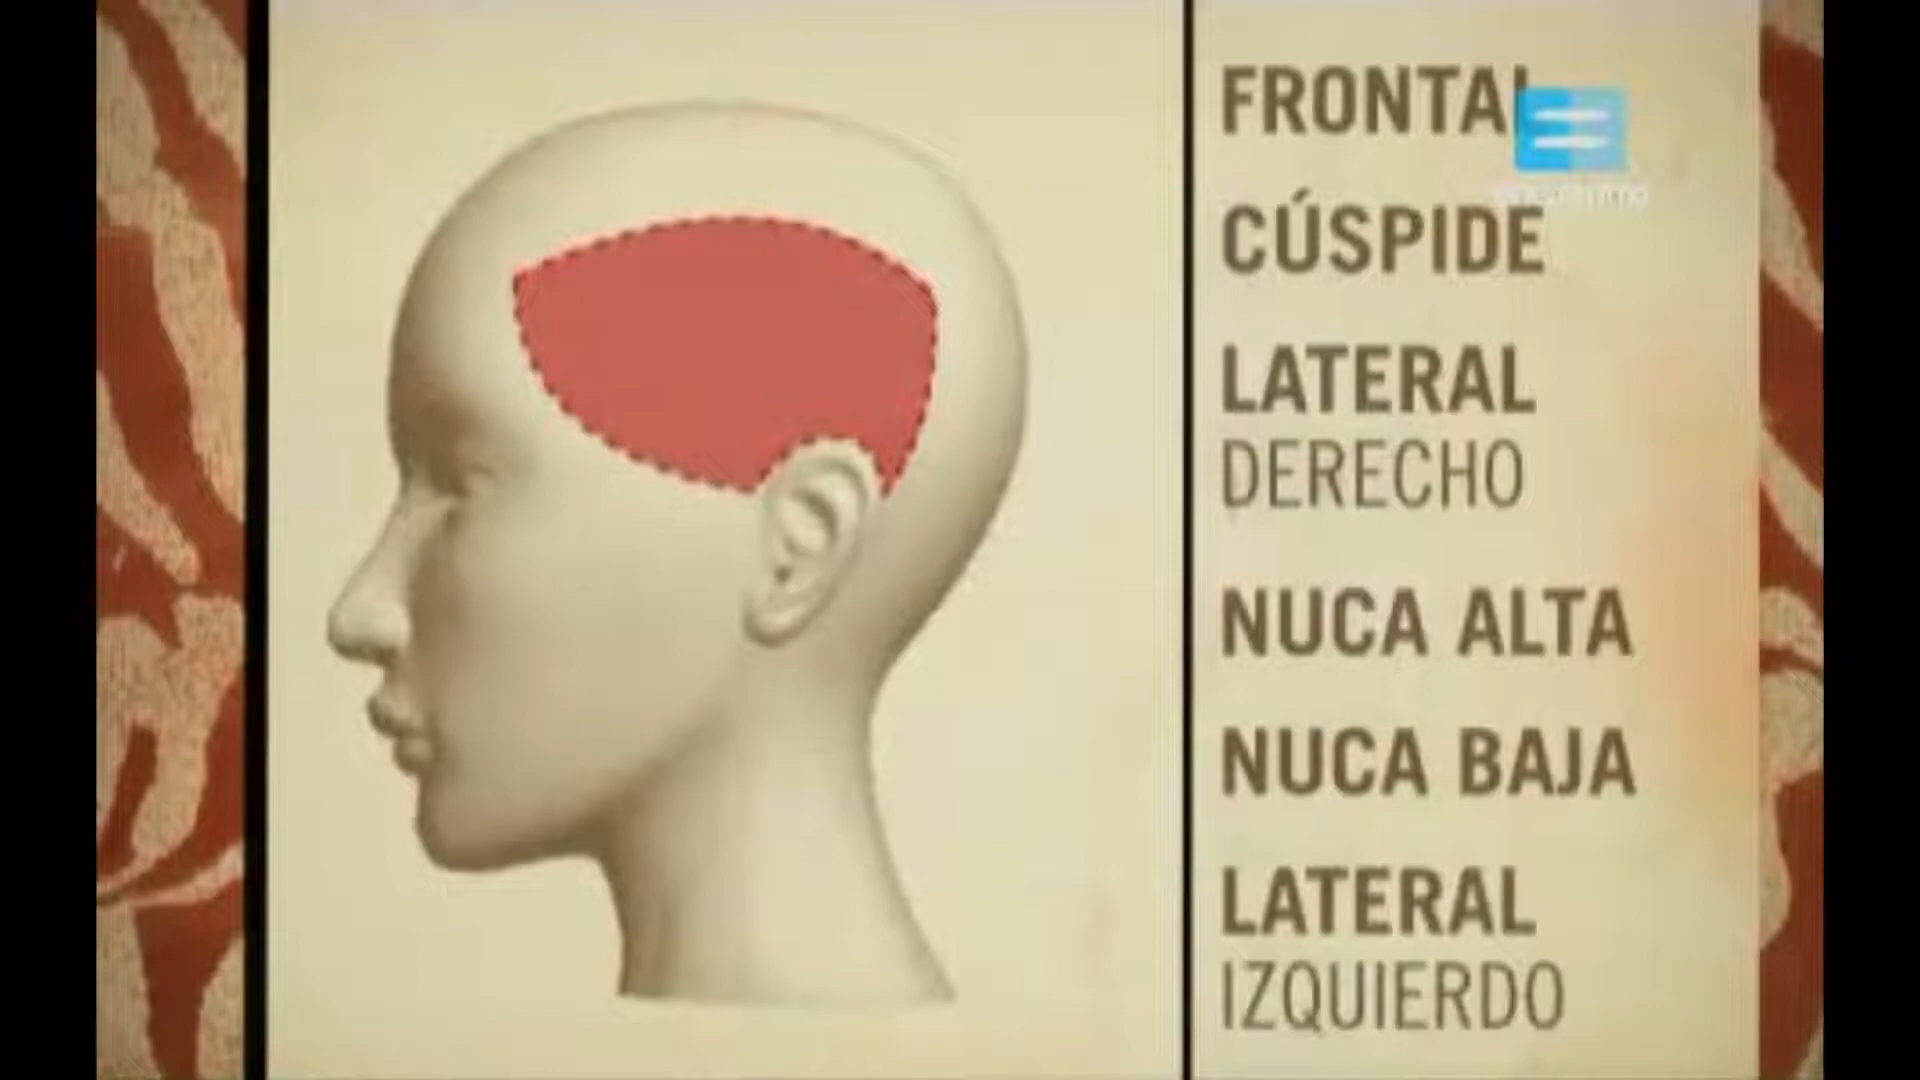 FRONTAL
CÚSPIDE
LATERAL
DERECHO
NUCA ALTA
NUCA BAJA
LATERAL
IZQUIERDO